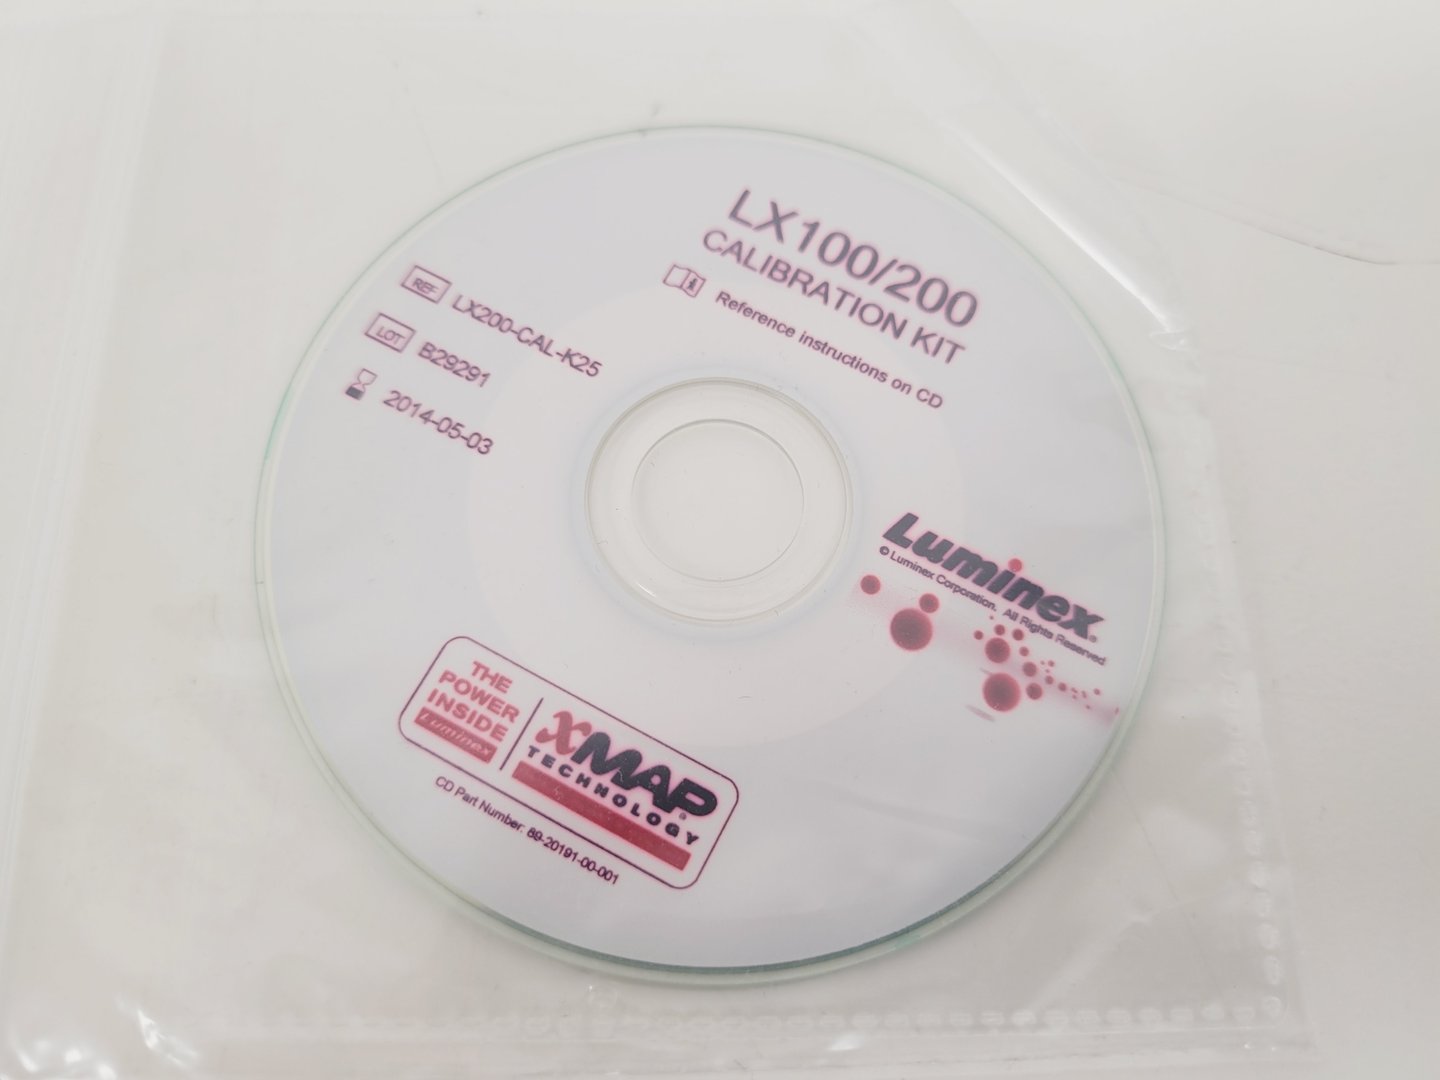 LX100/200
CALIBRATION KIT
Reference instructions on CD
REF LX200-CAL-K25
LOT B29291
2014-05-03
Luminex®
© Luminex Corporation. All Rights Reserved
THE
POWER
INSIDE
Luminex
xMAP®
TECHNOLOGY
CD Part Number: 89-20191-00-001